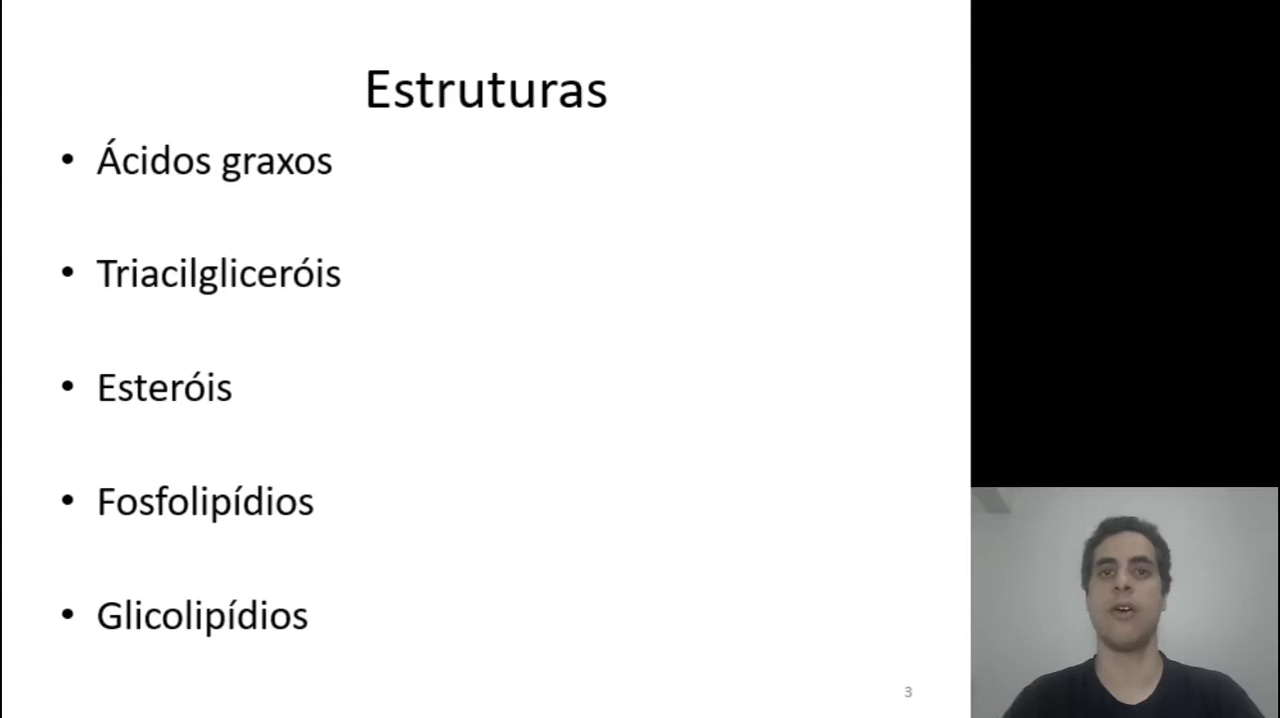 Estruturas
• Ácidos graxos
• Triacilgliceróis
• Esteróis
• Fosfolipídios
• Glicolipídios
3